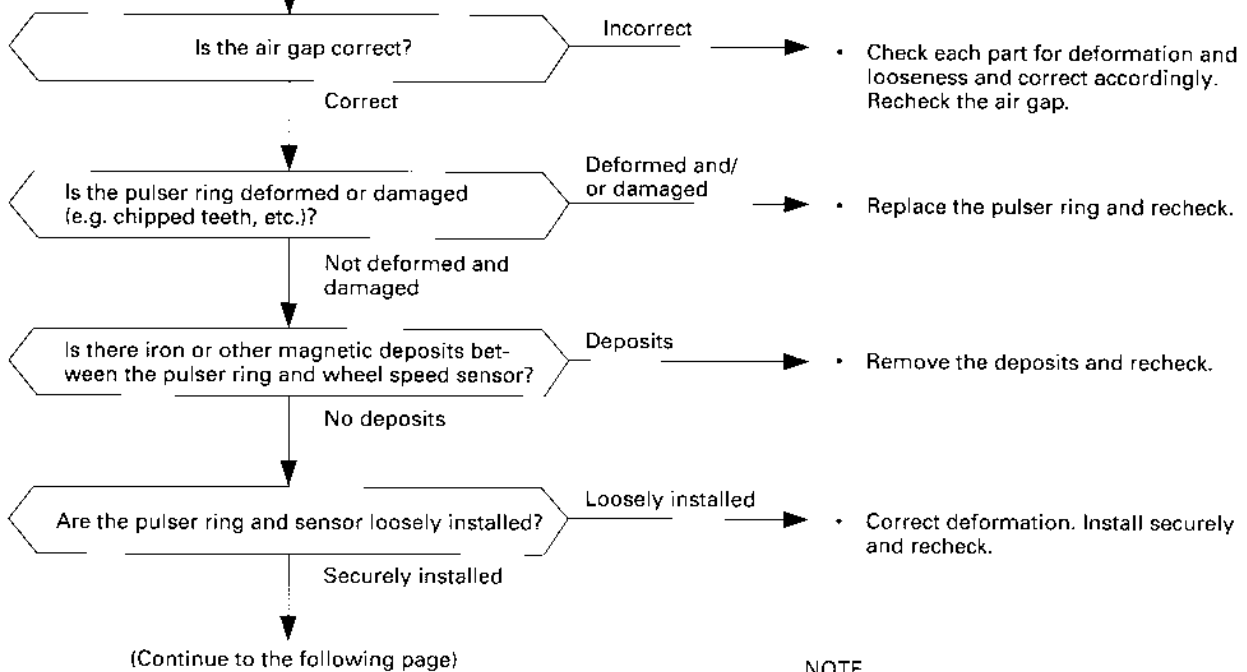 Is the air gap correct?
Incorrect
• Check each part for deformation and
looseness and correct accordingly.
Recheck the air gap.
Correct
Is the pulser ring deformed or damaged
(e.g. chipped teeth, etc.)?
Deformed and/
or damaged
• Replace the pulser ring and recheck.
Not deformed and
damaged
Is there iron or other magnetic deposits bet-
ween the pulser ring and wheel speed sensor?
Deposits
• Remove the deposits and recheck.
No deposits
Are the pulser ring and sensor loosely installed?
Loosely installed
• Correct deformation. Install securely
and recheck.
Securely installed
(Continue to the following page)
NOTE